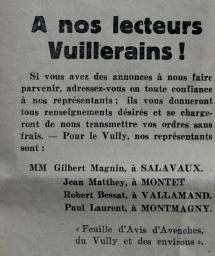 A nos lecteurs
Vuillerains !
Si vous avez des annonces à nous faire
parvenir, adressez-vous en toute confiance
à nos représentants ; ils vous donneront
tous renseignements désirés et se charge-
ront de nous transmettre vos ordres sans
frais. — Pour le Vully, nos représentants
sont :
MM Gilbert Magnin, à SALAVAUX.
Jean Matthey, à MONTET
Robert Bessat, à VALLAMAND.
Paul Laurent, à MONTMAGNY.
« Feuille d'Avis d'Avenches,
du Vully et des environs ».